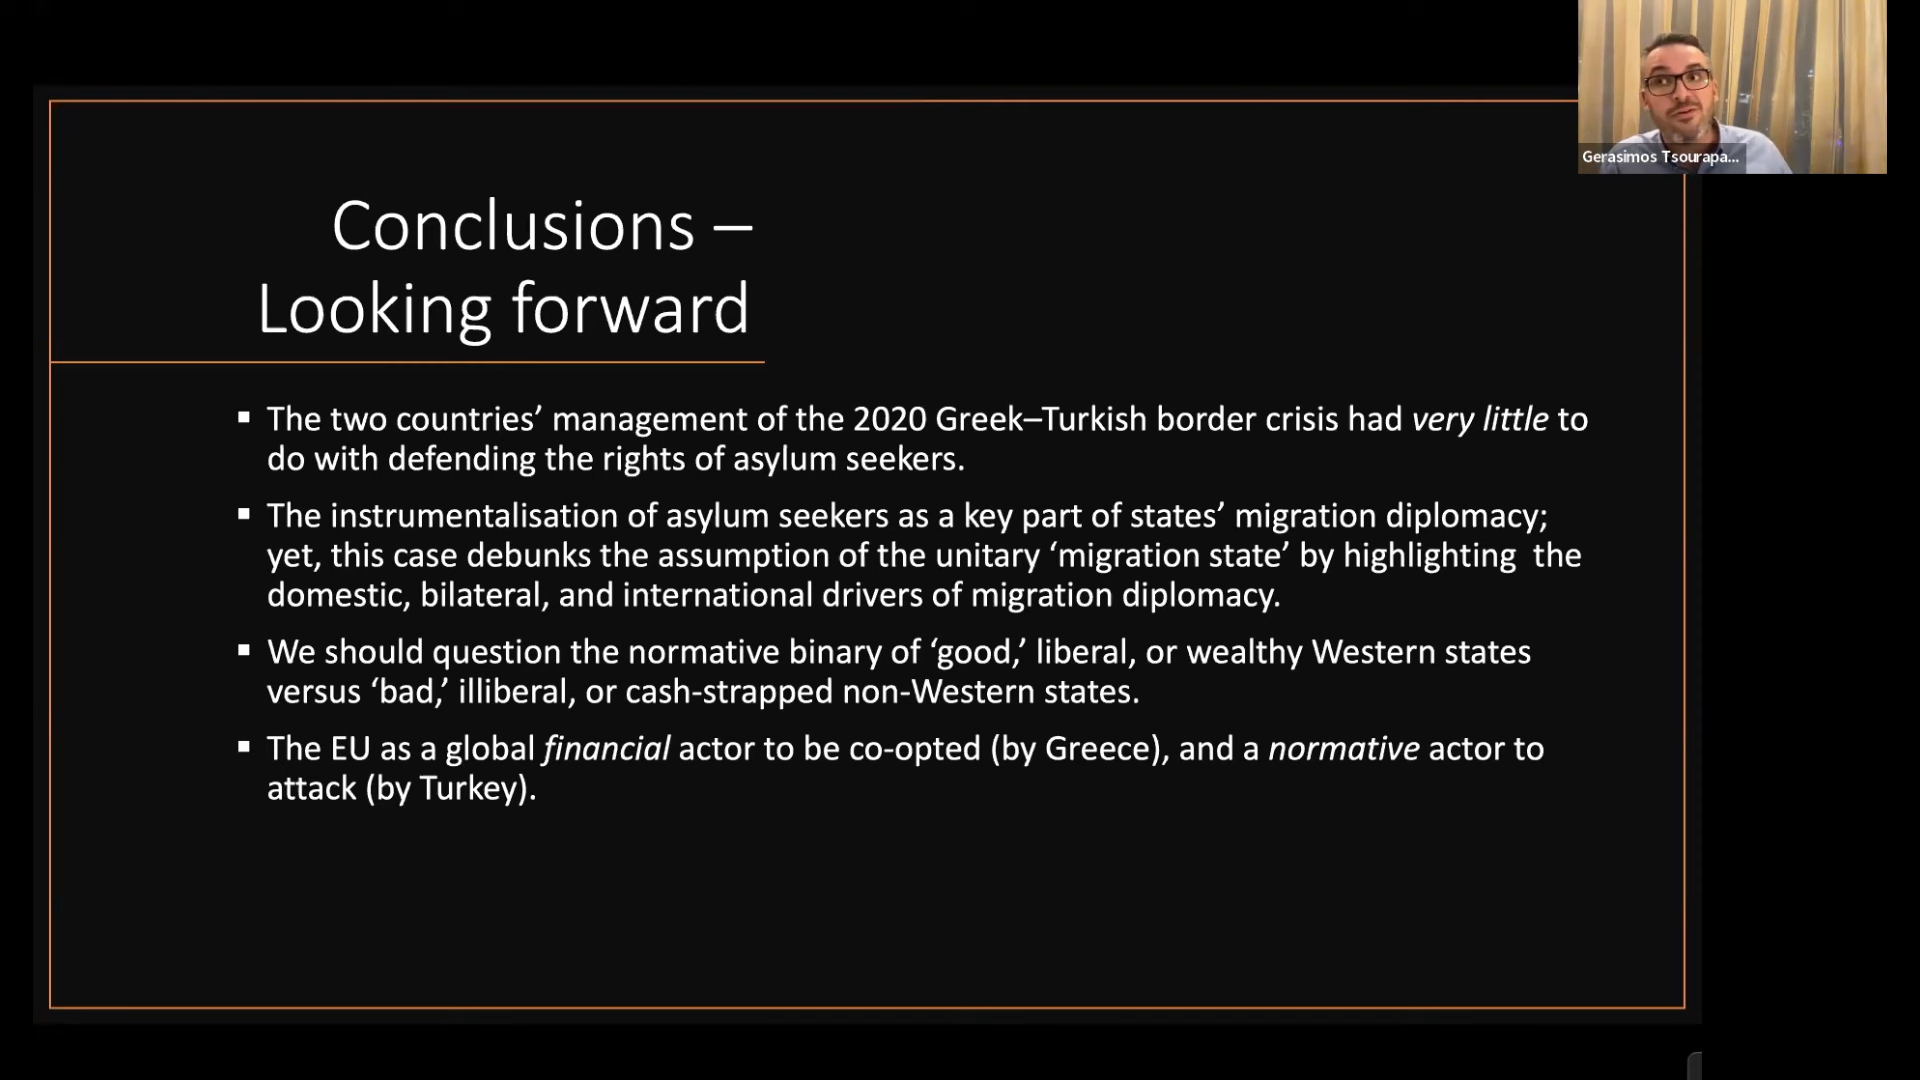 Gerasimos Tsourapa...
Conclusions –
Looking forward
▪ The two countries’ management of the 2020 Greek–Turkish border crisis had very little to
do with defending the rights of asylum seekers.
▪ The instrumentalisation of asylum seekers as a key part of states’ migration diplomacy;
yet, this case debunks the assumption of the unitary ‘migration state’ by highlighting  the
domestic, bilateral, and international drivers of migration diplomacy.
▪ We should question the normative binary of ‘good,’ liberal, or wealthy Western states
versus ‘bad,’ illiberal, or cash-strapped non-Western states.
▪ The EU as a global financial actor to be co-opted (by Greece), and a normative actor to
attack (by Turkey).